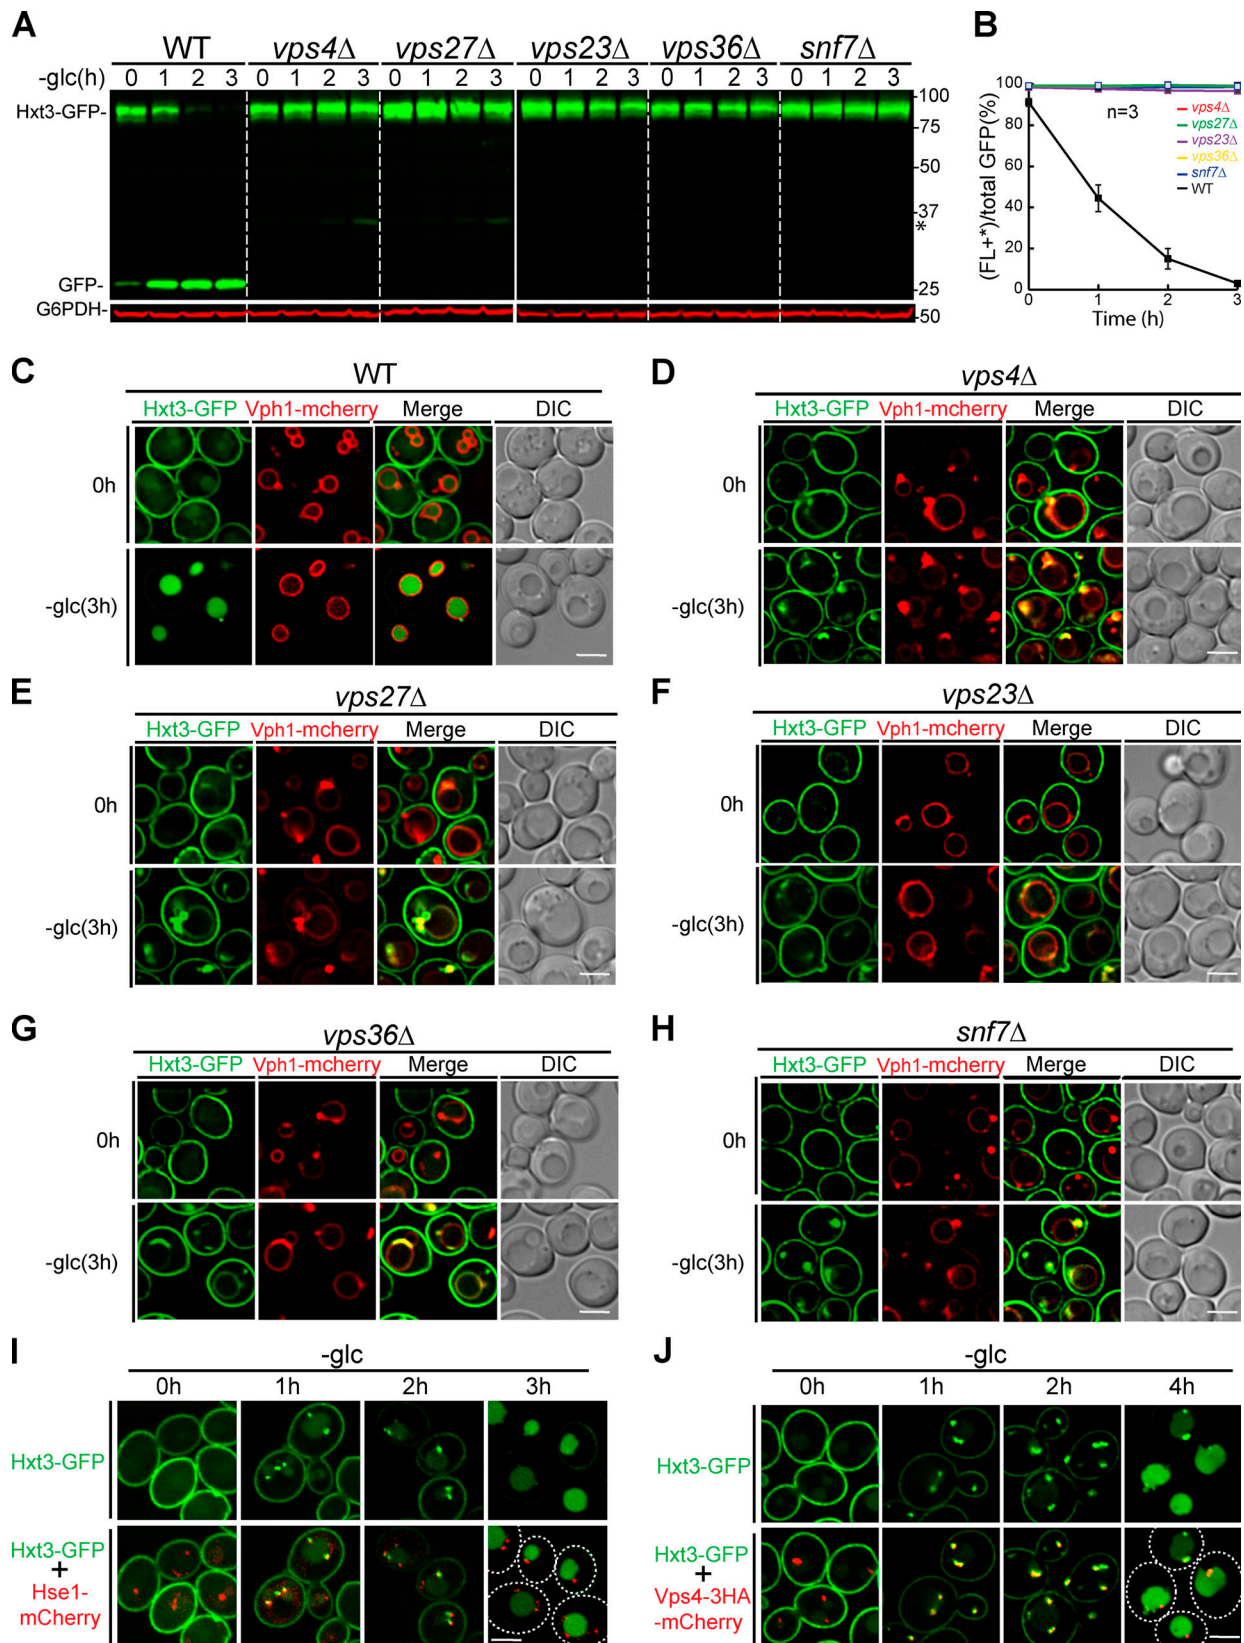 A
WT vps4Δ vps27Δ vps23Δ vps36Δ snf7Δ
-glc(h) 0 1 2 3 0 1 2 3 0 1 2 3 0 1 2 3 0 1 2 3 0 1 2 3
Hxt3-GFP-
-100
-75
-50
-37
*
GFP-
-25
G6PDH-
-50
B
(FL+*)/total GFP(%)
100
80
60
40
20
0
n=3
vps4Δ
vps27Δ
vps23Δ
vps36Δ
snf7Δ
WT
0 1 2 3
Time (h)
C
WT
Hxt3-GFP Vph1-mcherry Merge DIC
0h
-glc(3h)
D
vps4Δ
Hxt3-GFP Vph1-mcherry Merge DIC
0h
-glc(3h)
E
vps27Δ
Hxt3-GFP Vph1-mcherry Merge DIC
0h
-glc(3h)
F
vps23Δ
Hxt3-GFP Vph1-mcherry Merge DIC
0h
-glc(3h)
G
vps36Δ
Hxt3-GFP Vph1-mcherry Merge DIC
0h
-glc(3h)
H
snf7Δ
Hxt3-GFP Vph1-mcherry Merge DIC
0h
-glc(3h)
I
-glc
0h 1h 2h 3h
Hxt3-GFP
Hxt3-GFP
+
Hse1-
mCherry
J
-glc
0h 1h 2h 4h
Hxt3-GFP
Hxt3-GFP
+
Vps4-3HA
-mCherry